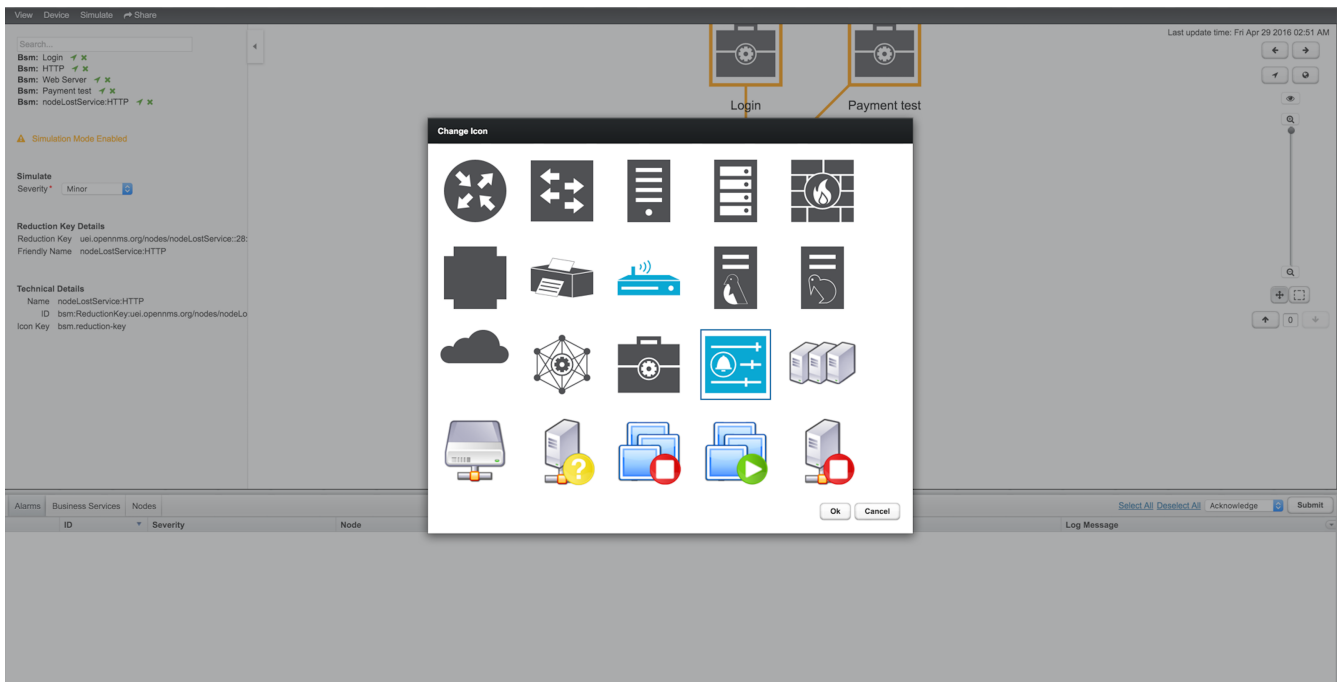 View Device Simulate Share
Last update time: Fri Apr 29 2016 02:51 AM
Search...
Bsm: Login
Bsm: HTTP
Bsm: Web Server
Bsm: Payment test
Bsm: nodeLostService:HTTP
Simulation Mode Enabled
Simulate
Severity* Minor
Reduction Key Details
Reduction Key uei.opennms.org/nodes/nodeLostService::28:
Friendly Name nodeLostService:HTTP
Technical Details
Name nodeLostService:HTTP
ID bsm:ReductionKey:uei.opennms.org/nodes/nodeLo
Icon Key bsm.reduction-key
Login Payment test
Change Icon
?
Ok Cancel
0
Alarms Business Services Nodes
Select All Deselect All Acknowledge Submit
ID Severity Node Log Message